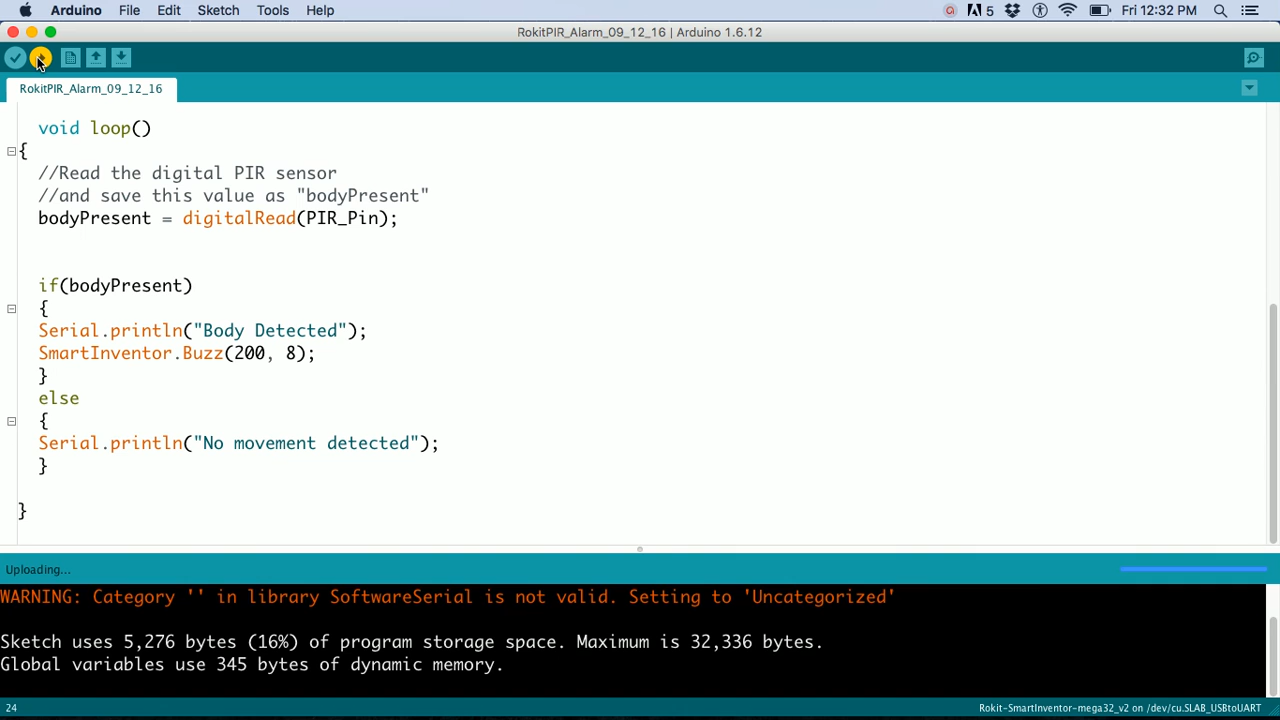 Arduino File Edit Sketch Tools Help 5 Fri 12:32 PM
RokitPIR_Alarm_09_12_16 | Arduino 1.6.12
RokitPIR_Alarm_09_12_16
void loop()
{
//Read the digital PIR sensor
//and save this value as "bodyPresent"
bodyPresent = digitalRead(PIR_Pin);
if(bodyPresent)
{
Serial.println("Body Detected");
SmartInventor.Buzz(200, 8);
}
else
{
Serial.println("No movement detected");
}
}
Uploading...
WARNING: Category '' in library SoftwareSerial is not valid. Setting to 'Uncategorized'
Sketch uses 5,276 bytes (16%) of program storage space. Maximum is 32,336 bytes.
Global variables use 345 bytes of dynamic memory.
24 Rokit-SmartInventor-mega32_v2 on /dev/cu.SLAB_USBtoUART